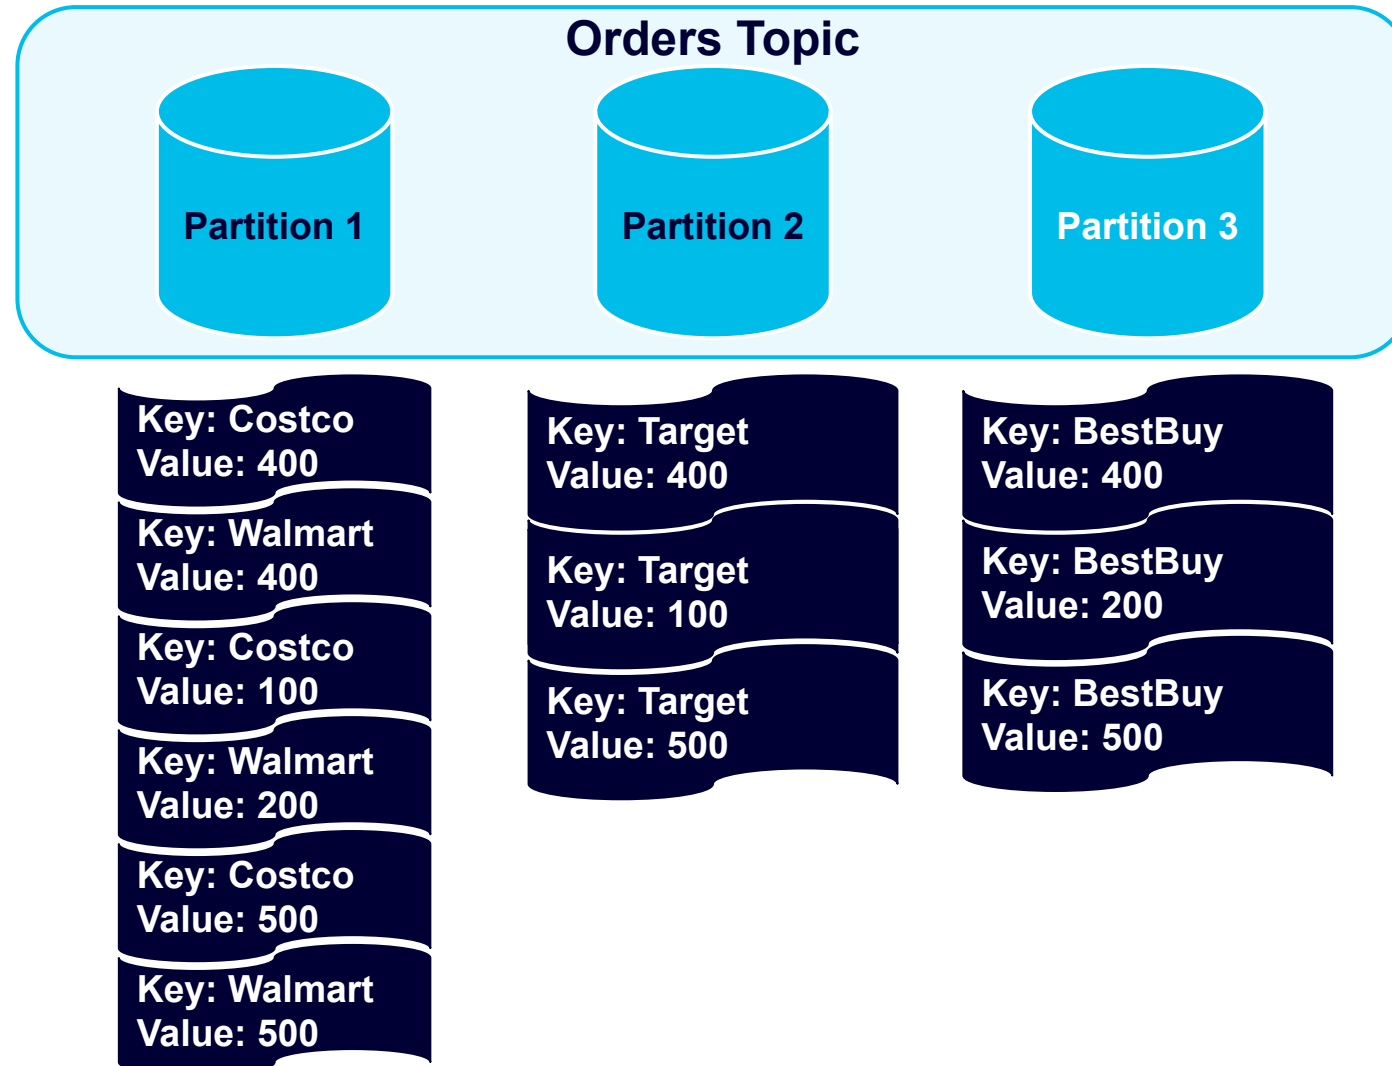 Orders Topic
Partition 1
Partition 2
Partition 3
Key: Costco
Value: 400
Key: Walmart
Value: 400
Key: Costco
Value: 100
Key: Walmart
Value: 200
Key: Costco
Value: 500
Key: Walmart
Value: 500
Key: Target
Value: 400
Key: Target
Value: 100
Key: Target
Value: 500
Key: BestBuy
Value: 400
Key: BestBuy
Value: 200
Key: BestBuy
Value: 500